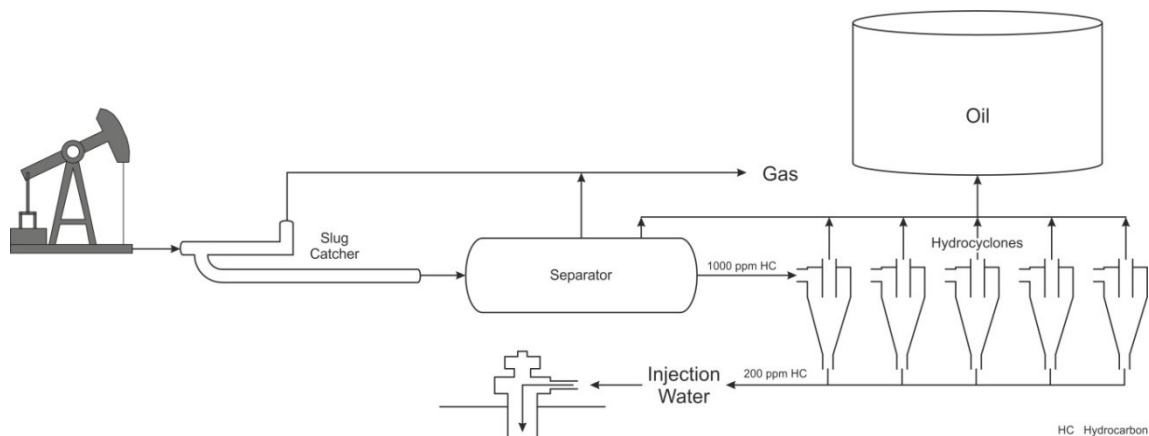 Oil
Gas
Slug
Catcher
Hydrocyclones
Separator
1000 ppm HC
Injection
Water
200 ppm HC
HC Hydrocarbon